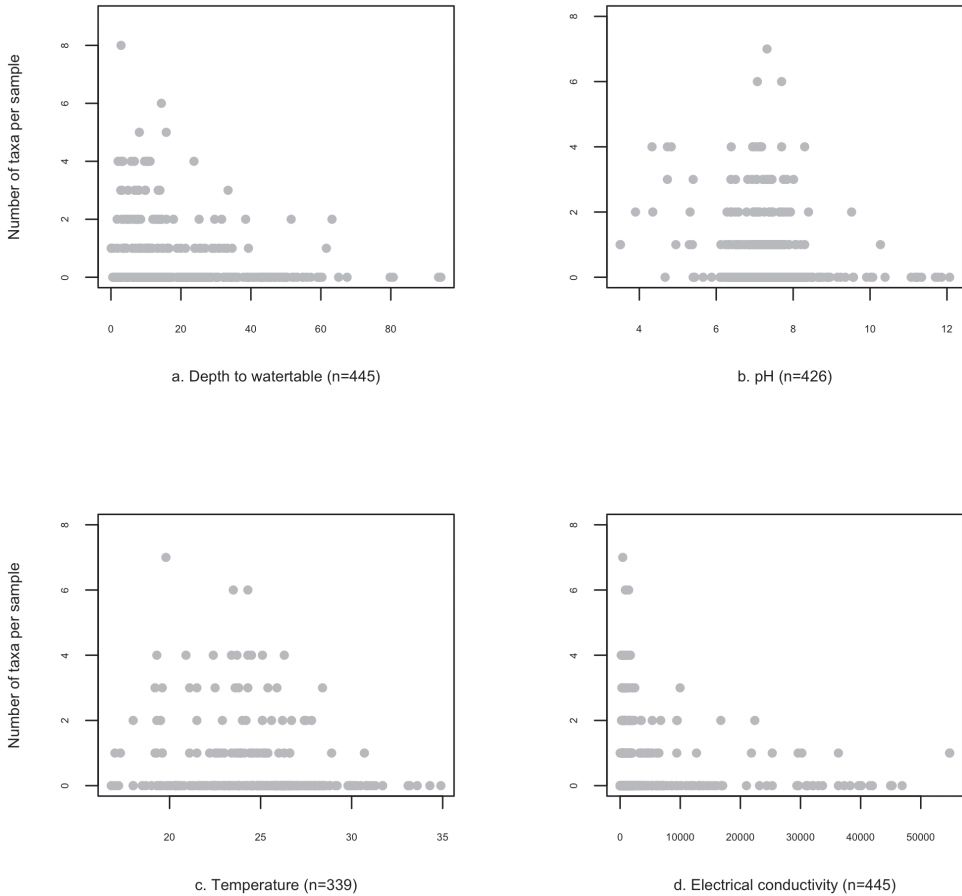 Number of taxa per sample
8
6
4
2
0
0 20 40 60 80
a. Depth to watertable (n=445)
8
6
4
2
0
4 6 8 10 12
b. pH (n=426)
Number of taxa per sample
8
6
4
2
0
20 25 30 35
c. Temperature (n=339)
8
6
4
2
0
0 10000 20000 30000 40000 50000
d. Electrical conductivity (n=445)